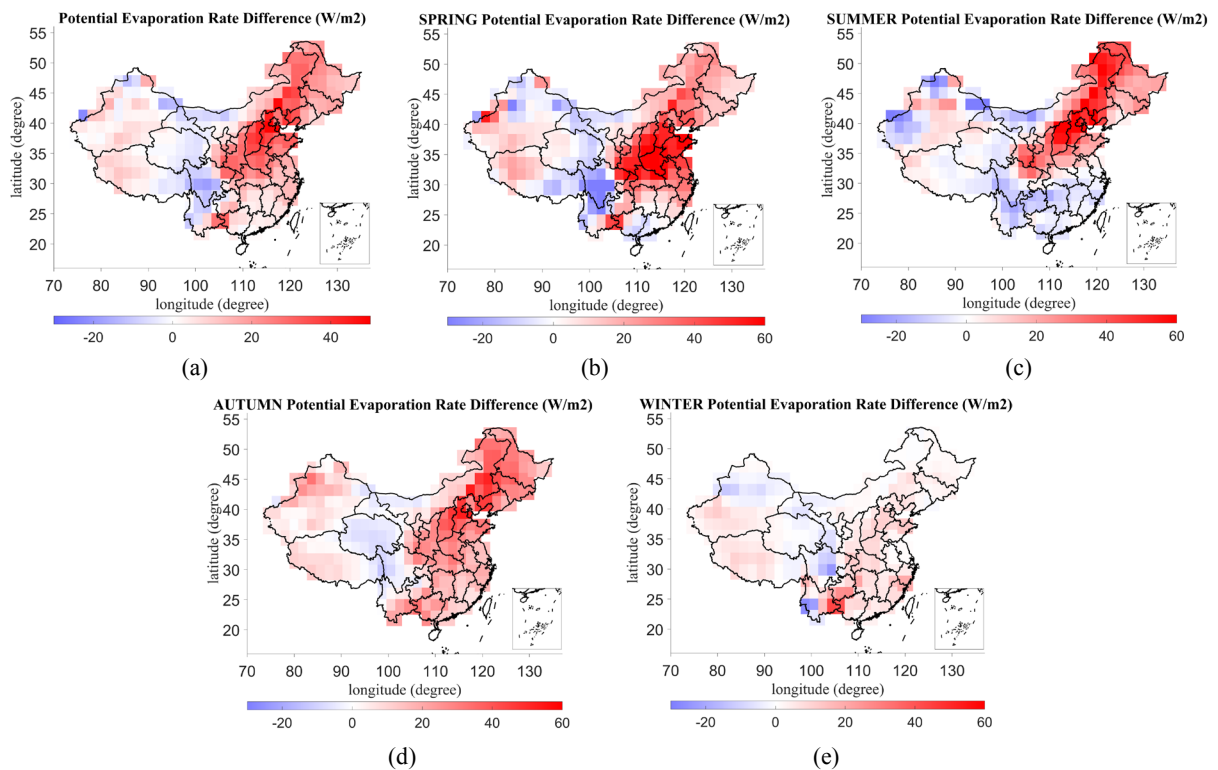 Potential Evaporation Rate Difference (W/m2)
55
50
45
40
35
30
25
20
latitude (degree)
70 80 90 100 110 120 130
longitude (degree)
-20 0 20 40
(a)
SPRING Potential Evaporation Rate Difference (W/m2)
55
50
45
40
35
30
25
20
latitude (degree)
70 80 90 100 110 120 130
longitude (degree)
-20 0 20 40 60
(b)
SUMMER Potential Evaporation Rate Difference (W/m2)
55
50
45
40
35
30
25
20
latitude (degree)
70 80 90 100 110 120 130
longitude (degree)
-20 0 20 40 60
(c)
AUTUMN Potential Evaporation Rate Difference (W/m2)
55
50
45
40
35
30
25
20
latitude (degree)
70 80 90 100 110 120 130
longitude (degree)
-20 0 20 40 60
(d)
WINTER Potential Evaporation Rate Difference (W/m2)
55
50
45
40
35
30
25
20
latitude (degree)
70 80 90 100 110 120 130
longitude (degree)
-20 0 20 40 60
(e)